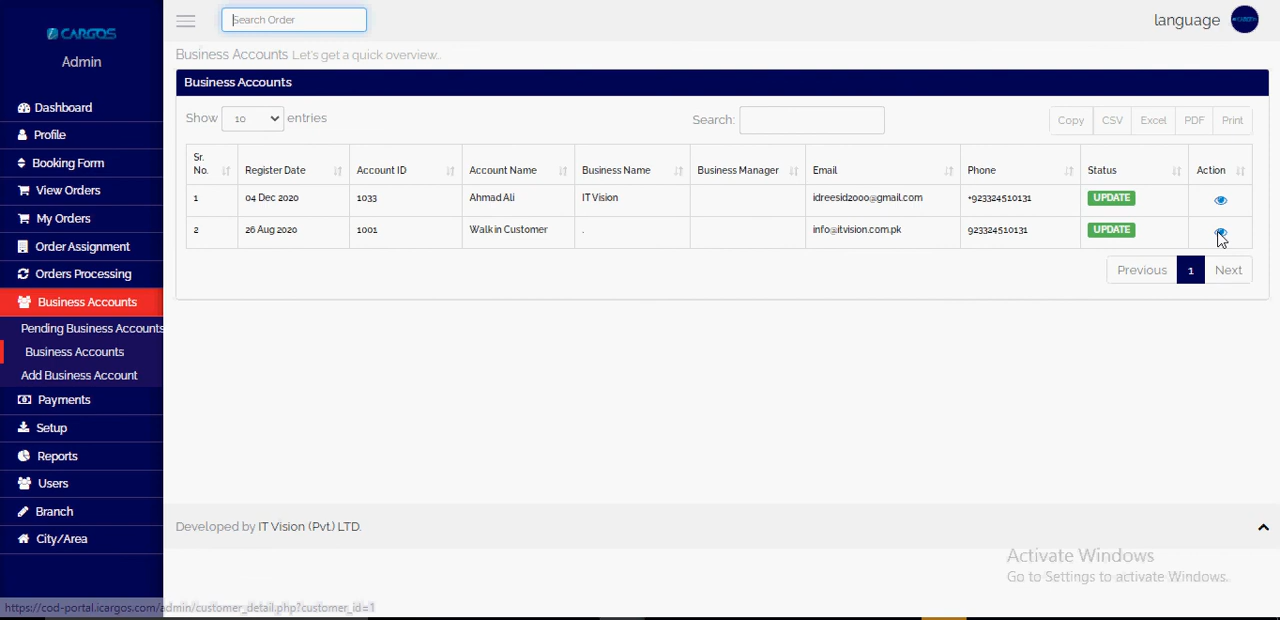 iCARGOS
Admin
Dashboard
Profile
Booking Form
View Orders
My Orders
Order Assignment
Orders Processing
Business Accounts
Pending Business Accounts
Business Accounts
Add Business Account
Payments
Setup
Reports
Users
Branch
City/Area
Search Order
language
Business Accounts Let's get a quick overview..
Business Accounts
Show 10 entries
Search:
Copy CSV Excel PDF Print
Sr. No. Register Date Account ID Account Name Business Name Business Manager Email Phone Status Action
1 04 Dec 2020 1033 Ahmad Ali IT Vision idreesid2000@gmail.com +923324510131 UPDATE
2 26 Aug 2020 1001 Walk in Customer . info@itvision.com.pk 923324510131 UPDATE
Previous 1 Next
Developed by IT Vision (Pvt.) LTD.
Activate Windows
Go to Settings to activate Windows.
https://cod-portal.icargos.com/admin/customer_detail.php?customer_id=1